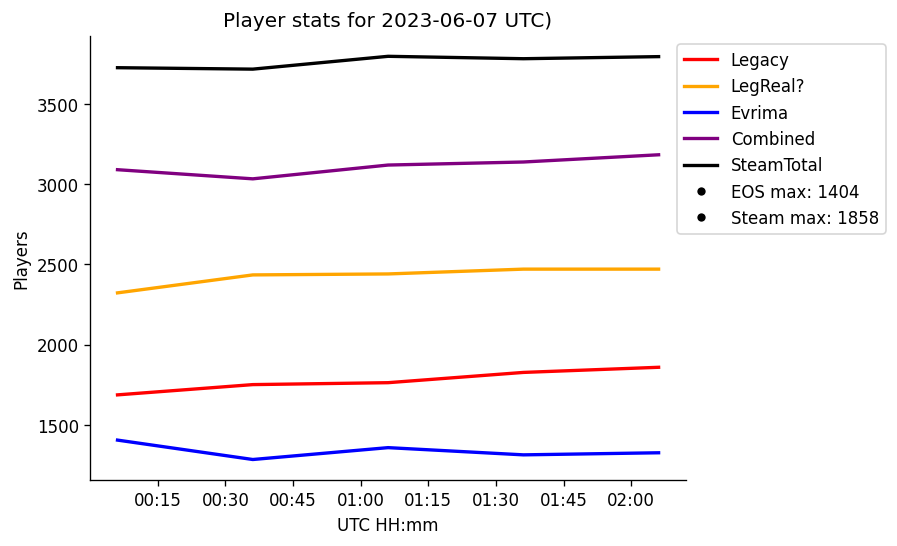 Player stats for 2023-06-07 UTC)
Players
3500
3000
2500
2000
1500
00:15 00:30 00:45 01:00 01:15 01:30 01:45 02:00
UTC HH:mm
Legacy
LegReal?
Evrima
Combined
SteamTotal
EOS max: 1404
Steam max: 1858